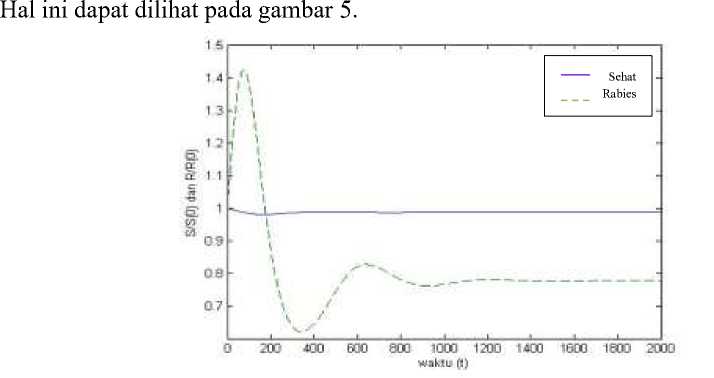 Hal ini dapat dilihat pada gambar 5.
1.5
1.4
1.3
1.2
1.1
1
0.9
0.8
0.7
S/S(0) dan R/R(0)
Sehat
Rabies
0 200 400 600 800 1000 1200 1400 1600 1800 2000
waktu (t)